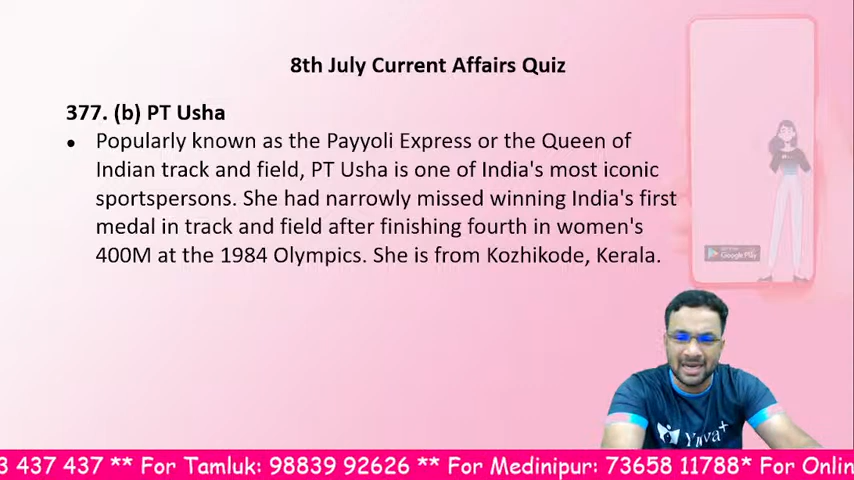 8th July Current Affairs Quiz
377. (b) PT Usha
• Popularly known as the Payyoli Express or the Queen of
Indian track and field, PT Usha is one of India's most iconic
sportspersons. She had narrowly missed winning India's first
medal in track and field after finishing fourth in women's
400M at the 1984 Olympics. She is from Kozhikode, Kerala.
Google Play
3 437 437 ** For Tamluk: 98839 92626 ** For Medinipur: 73658 11788* For Onlin